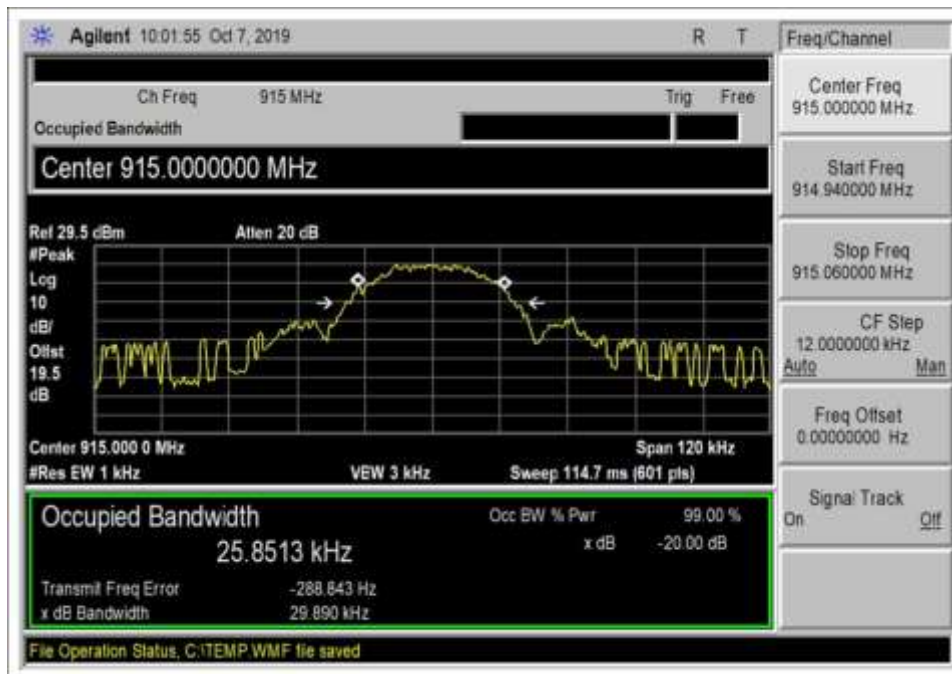 Agilent 10:01:55 Oct 7, 2019 R T
Freq/Channel
Ch Freq 915 MHz Trig Free
Occupied Bandwidth
Center 915.0000000 MHz
Ref 29.5 dBm Atten 20 dB
#Peak
Log
10
dB/
Offst
19.5
dB
Center 915.000 0 MHz Span 120 kHz
#Res BW 1 kHz VBW 3 kHz Sweep 114.7 ms (601 pts)
Occupied Bandwidth
25.8513 kHz
Occ BW % Pwr 99.00 %
x dB -20.00 dB
Transmit Freq Error -288.843 Hz
x dB Bandwidth 29.890 kHz
File Operation Status, C:\TEMP.WMF file saved
Center Freq
915.000000 MHz
Start Freq
914.940000 MHz
Stop Freq
915.060000 MHz
CF Step
12.0000000 kHz
Auto Man
Freq Offset
0.00000000 Hz
Signal Track
On Off